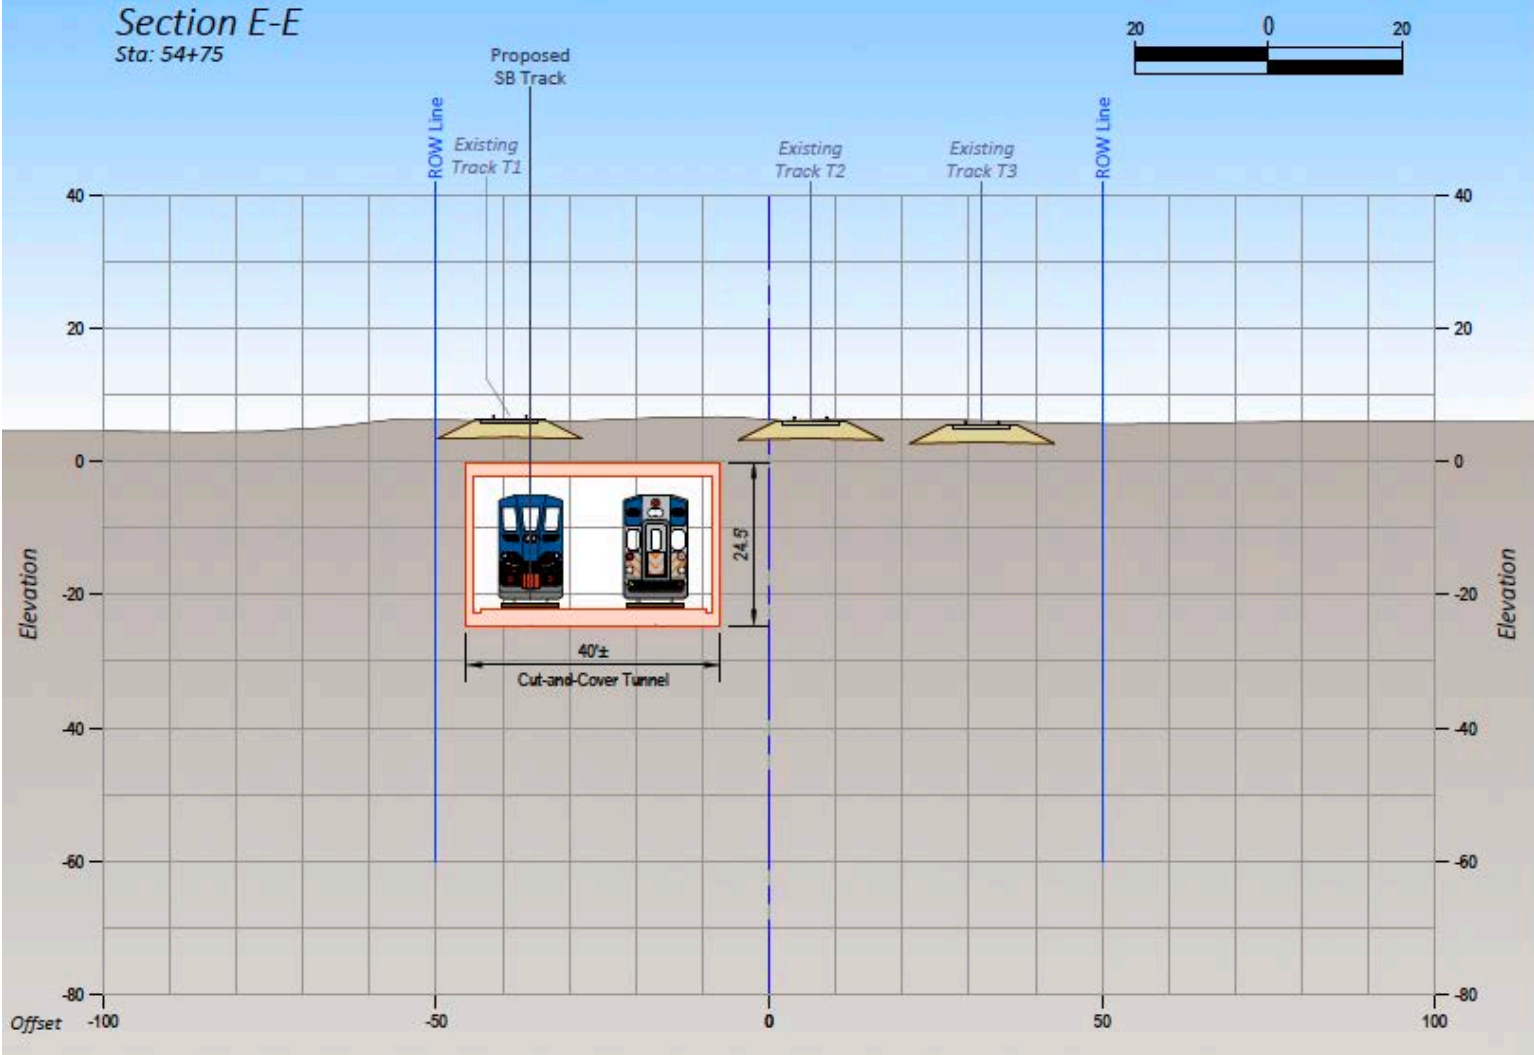 Section E-E
Sta: 54+75
20 0 20
Proposed
SB Track
ROW Line
Existing
Track T1
Existing
Track T2
Existing
Track T3
ROW Line
40
40
20
20
0
0
-20
-20
-40
-40
-60
-60
-80
-80
Elevation
Elevation
24.5'
40'±
Cut-and-Cover Tunnel
Offset -100 -50 0 50 100